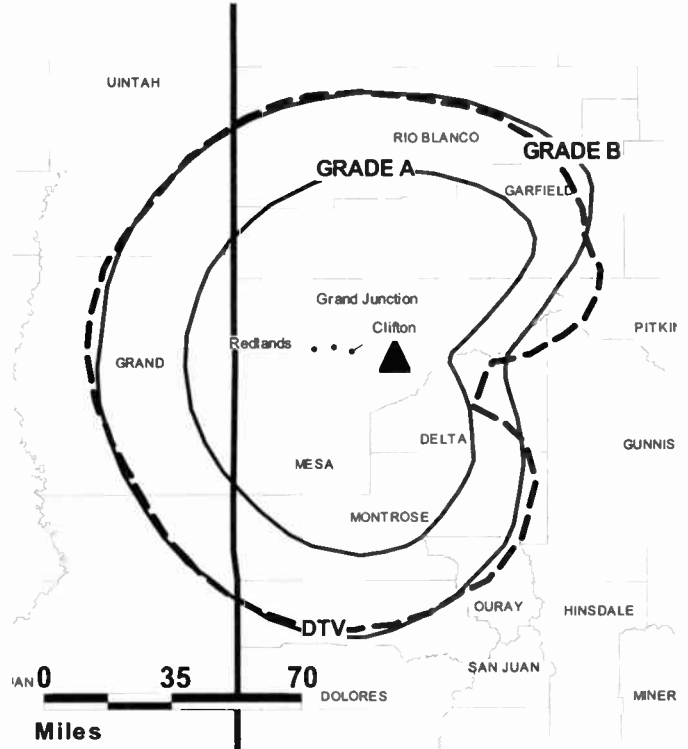 UINTAH
RIO BLANCO
GRADE B
GRADE A
GARFIELD
Grand Junction
Clifton
PITKIN
Redlands
GRAND
DELTA
GUNNIS
MESA
MONTROSE
OURAY
HINSDALE
DTV
SAN JUAN
AN 0 35 70
DOLORES
MINER
Miles